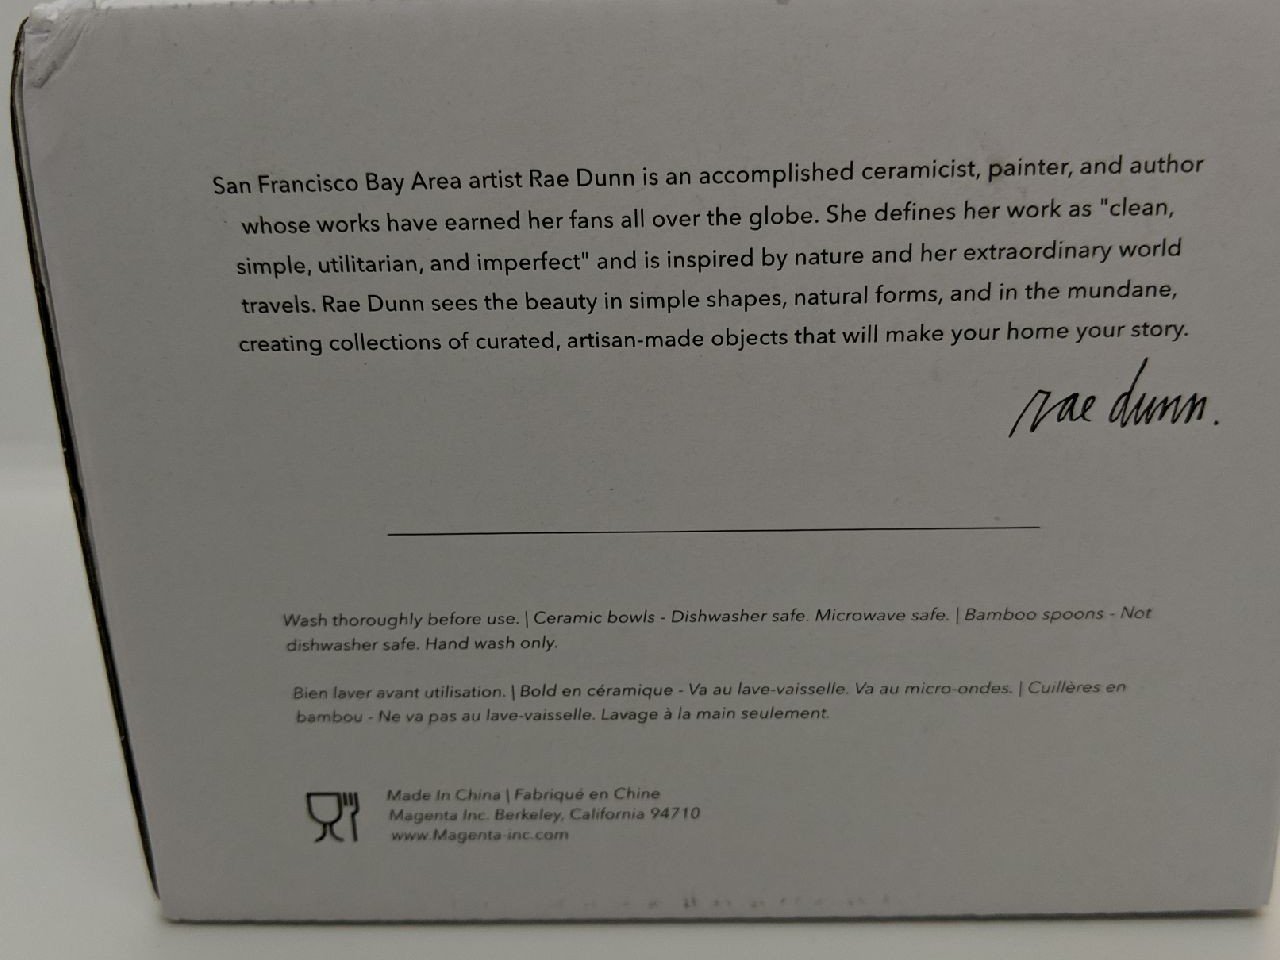 San Francisco Bay Area artist Rae Dunn is an accomplished ceramicist, painter, and author
whose works have earned her fans all over the globe. She defines her work as "clean,
simple, utilitarian, and imperfect" and is inspired by nature and her extraordinary world
travels. Rae Dunn sees the beauty in simple shapes, natural forms, and in the mundane,
creating collections of curated, artisan-made objects that will make your home your story.
rae dunn.
Wash thoroughly before use. | Ceramic bowls - Dishwasher safe. Microwave safe. | Bamboo spoons - Not
dishwasher safe. Hand wash only.
Bien laver avant utilisation. | Bold en céramique - Va au lave-vaisselle. Va au micro-ondes. | Cuillères en
bambou - Ne va pas au lave-vaisselle. Lavage à la main seulement.
Made In China | Fabriqué en Chine
Magenta Inc. Berkeley, California 94710
www.Magenta-inc.com